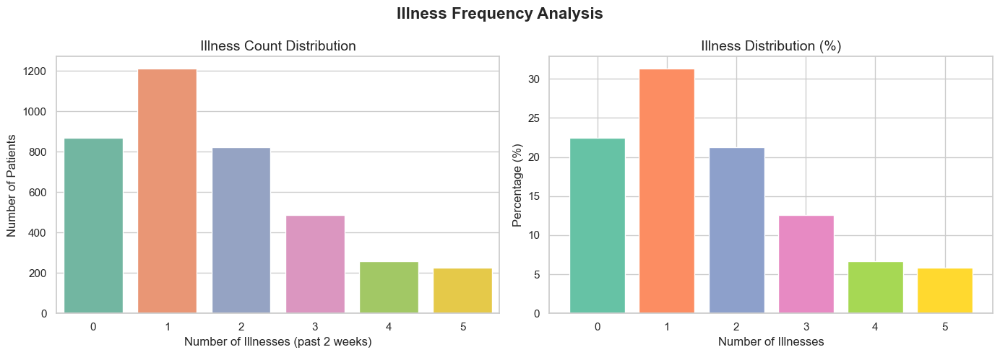 Illness Frequency Analysis
Illness Count Distribution
1200
1000
800
600
400
200
0
Number of Patients
0 1 2 3 4 5
Number of Illnesses (past 2 weeks)
Illness Distribution (%)
30
25
20
15
10
5
0
Percentage (%)
0 1 2 3 4 5
Number of Illnesses